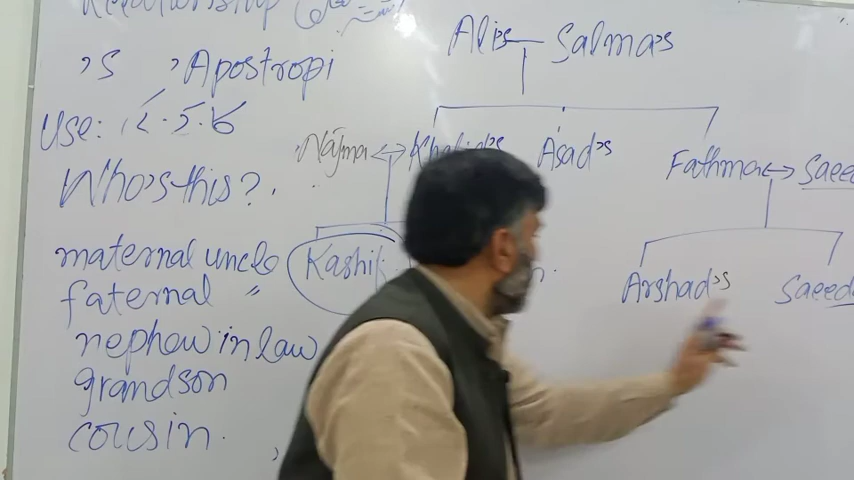 Relationship
's 'Apostropi
Use:
Who's this?
maternal uncle
faternal "
nephew in law
grandson
cousin.
Ali's Salma's
Najma Khalid's Asad's Fathma Saeed
Kashif
Arshad's Saeed